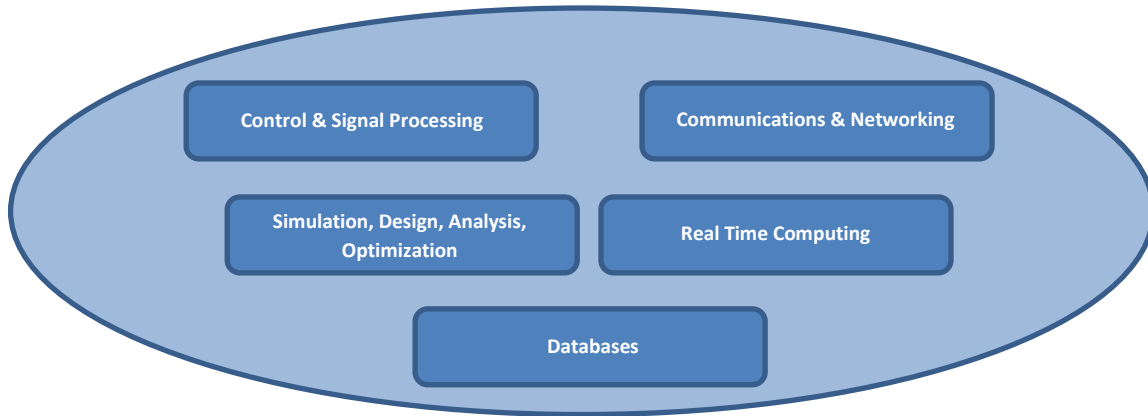 Control & Signal Processing
Communications & Networking
Simulation, Design, Analysis,
Optimization
Real Time Computing
Databases